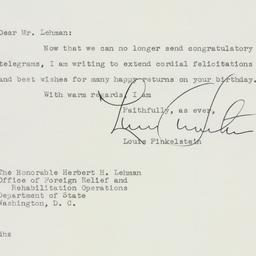 Dear Mr. Lehman:
Now that we can no longer send congratulatory
telegrams, I am writing to extend cordial felicitations
and best wishes for many happy returns on your birthday.
With warm regards, I am
Faithfully, as ever,
Louis Finkelstein
The Honorable Herbert H. Lehman
Office of Foreign Relief and
Rehabilitation Operations
Department of State
Washington, D. C.